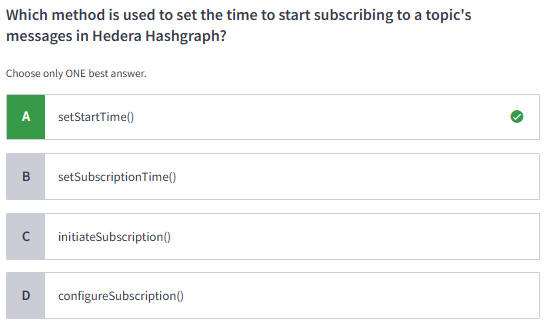 Which method is used to set the time to start subscribing to a topic's
messages in Hedera Hashgraph?
Choose only ONE best answer.
A setStartTime()
B setSubscriptionTime()
C initiateSubscription()
D configureSubscription()